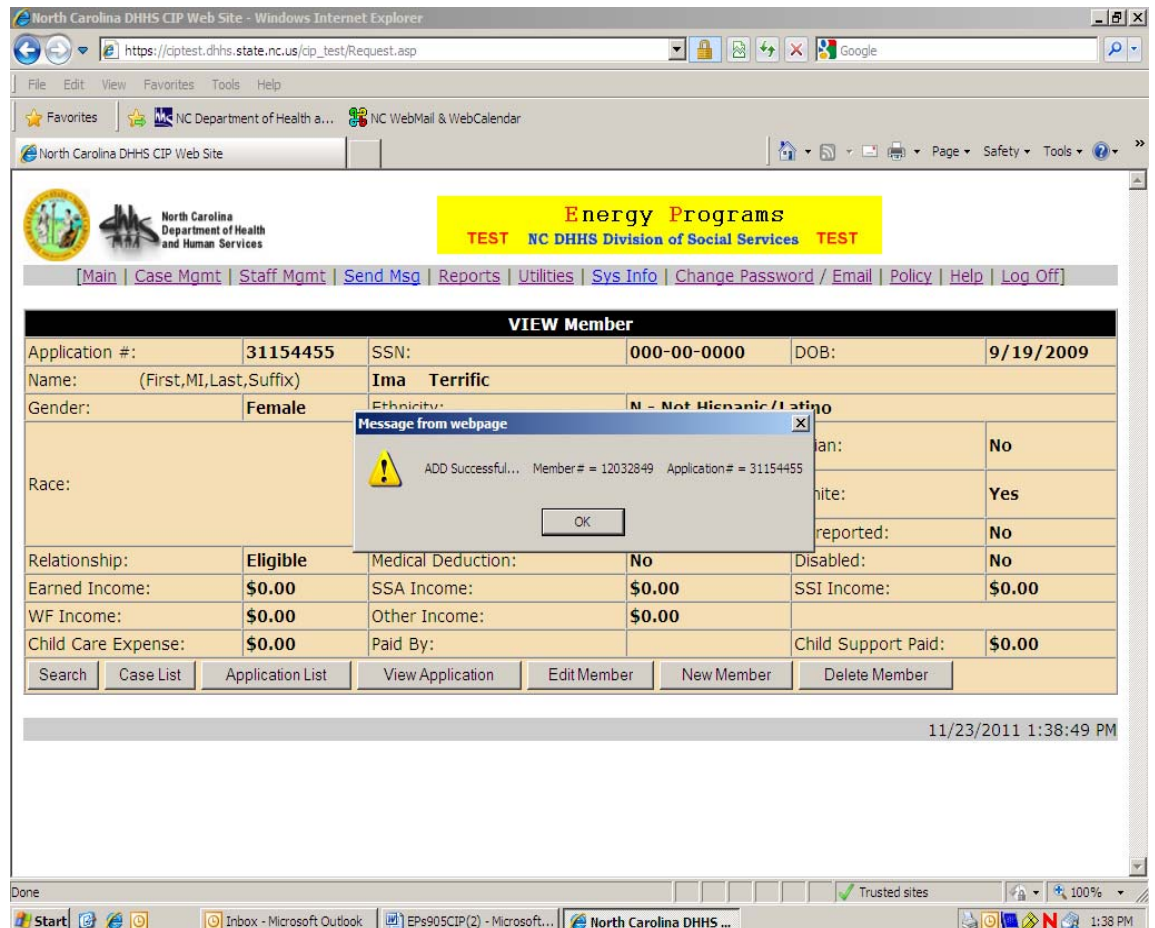 North Carolina DHHS CIP Web Site - Windows Internet Explorer
https://ciptest.dhhs.state.nc.us/cip_test/Request.asp
Google
File Edit View Favorites Tools Help
Favorites NC Department of Health a... NC WebMail & WebCalendar
North Carolina DHHS CIP Web Site
Page Safety Tools
North Carolina
Department of Health
and Human Services
Energy Programs
TEST NC DHHS Division of Social Services TEST
[Main | Case Mgmt | Staff Mgmt | Send Msg | Reports | Utilities | Sys Info | Change Password / Email | Policy | Help | Log Off]
VIEW Member
Application #: 31154455 SSN: 000-00-0000 DOB: 9/19/2009
Name: (First,MI,Last,Suffix) Ima Terrific
Gender: Female Ethnicity: N - Not Hispanic/Latino
Message from webpage
ADD Successful... Member# = 12032849 Application# = 31154455
OK
Race:
ian: No
nite: Yes
reported: No
Relationship: Eligible Medical Deduction: No Disabled: No
Earned Income: $0.00 SSA Income: $0.00 SSI Income: $0.00
WF Income: $0.00 Other Income: $0.00
Child Care Expense: $0.00 Paid By: Child Support Paid: $0.00
Search Case List Application List View Application Edit Member New Member Delete Member
11/23/2011 1:38:49 PM
Done Trusted sites 100%
Start Inbox - Microsoft Outlook EPs905CIP(2) - Microsoft... North Carolina DHHS ... 1:38 PM